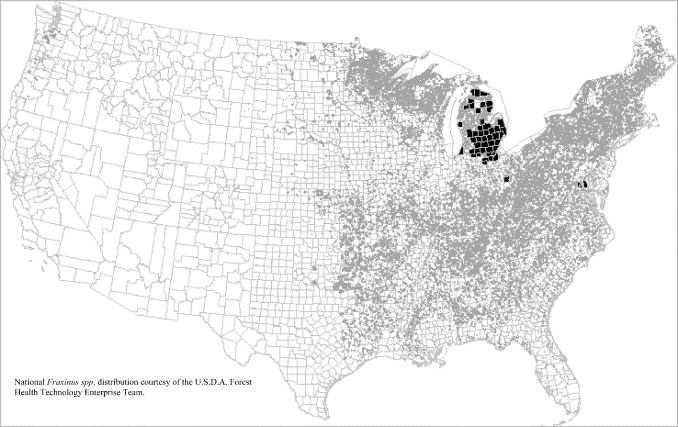 National Fraxinus spp. distribution courtesy of the U.S.D.A. Forest
Health Technology Enterprise Team.